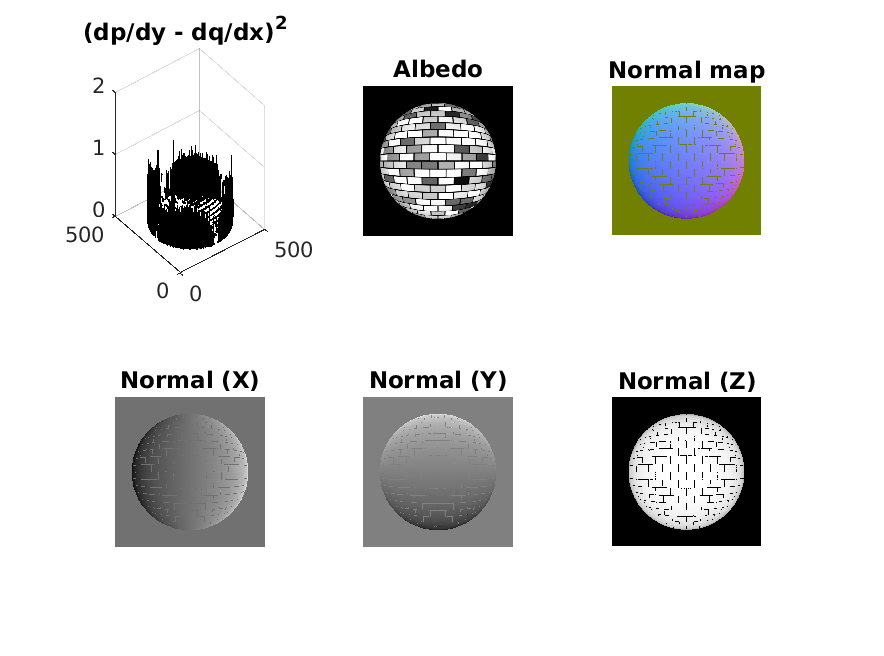 (dp/dy - dq/dx)²
2
1
0
500
0
0
500
Albedo
Normal map
Normal (X)
Normal (Y)
Normal (Z)